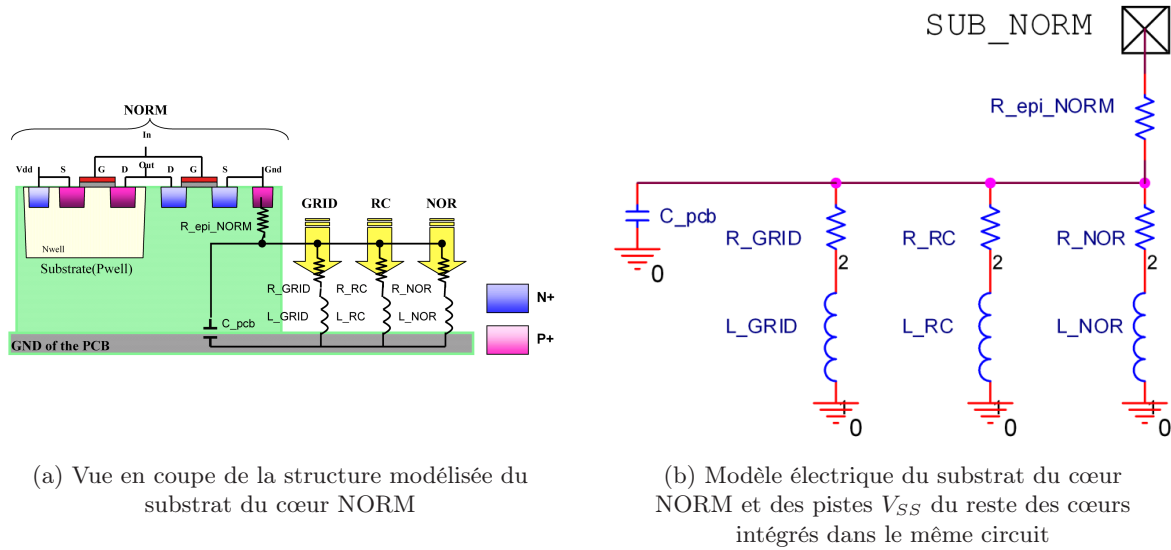 NORM
In
Vdd S G D Out D G S Gnd
R_epi_NORM
GRID RC NOR
Nwell
Substrate(Pwell)
R_GRID R_RC R_NOR
C_pcb L_GRID L_RC L_NOR
GND of the PCB
N+
P+
(a) Vue en coupe de la structure modélisée du
substrat du cœur NORM
SUB_NORM
R_epi_NORM
C_pcb
0
R_GRID R_RC R_NOR
2 2 2
L_GRID L_RC L_NOR
1 1 1
0 0 0
(b) Modèle électrique du substrat du cœur
NORM et des pistes V_SS du reste des cœurs
intégrés dans le même circuit